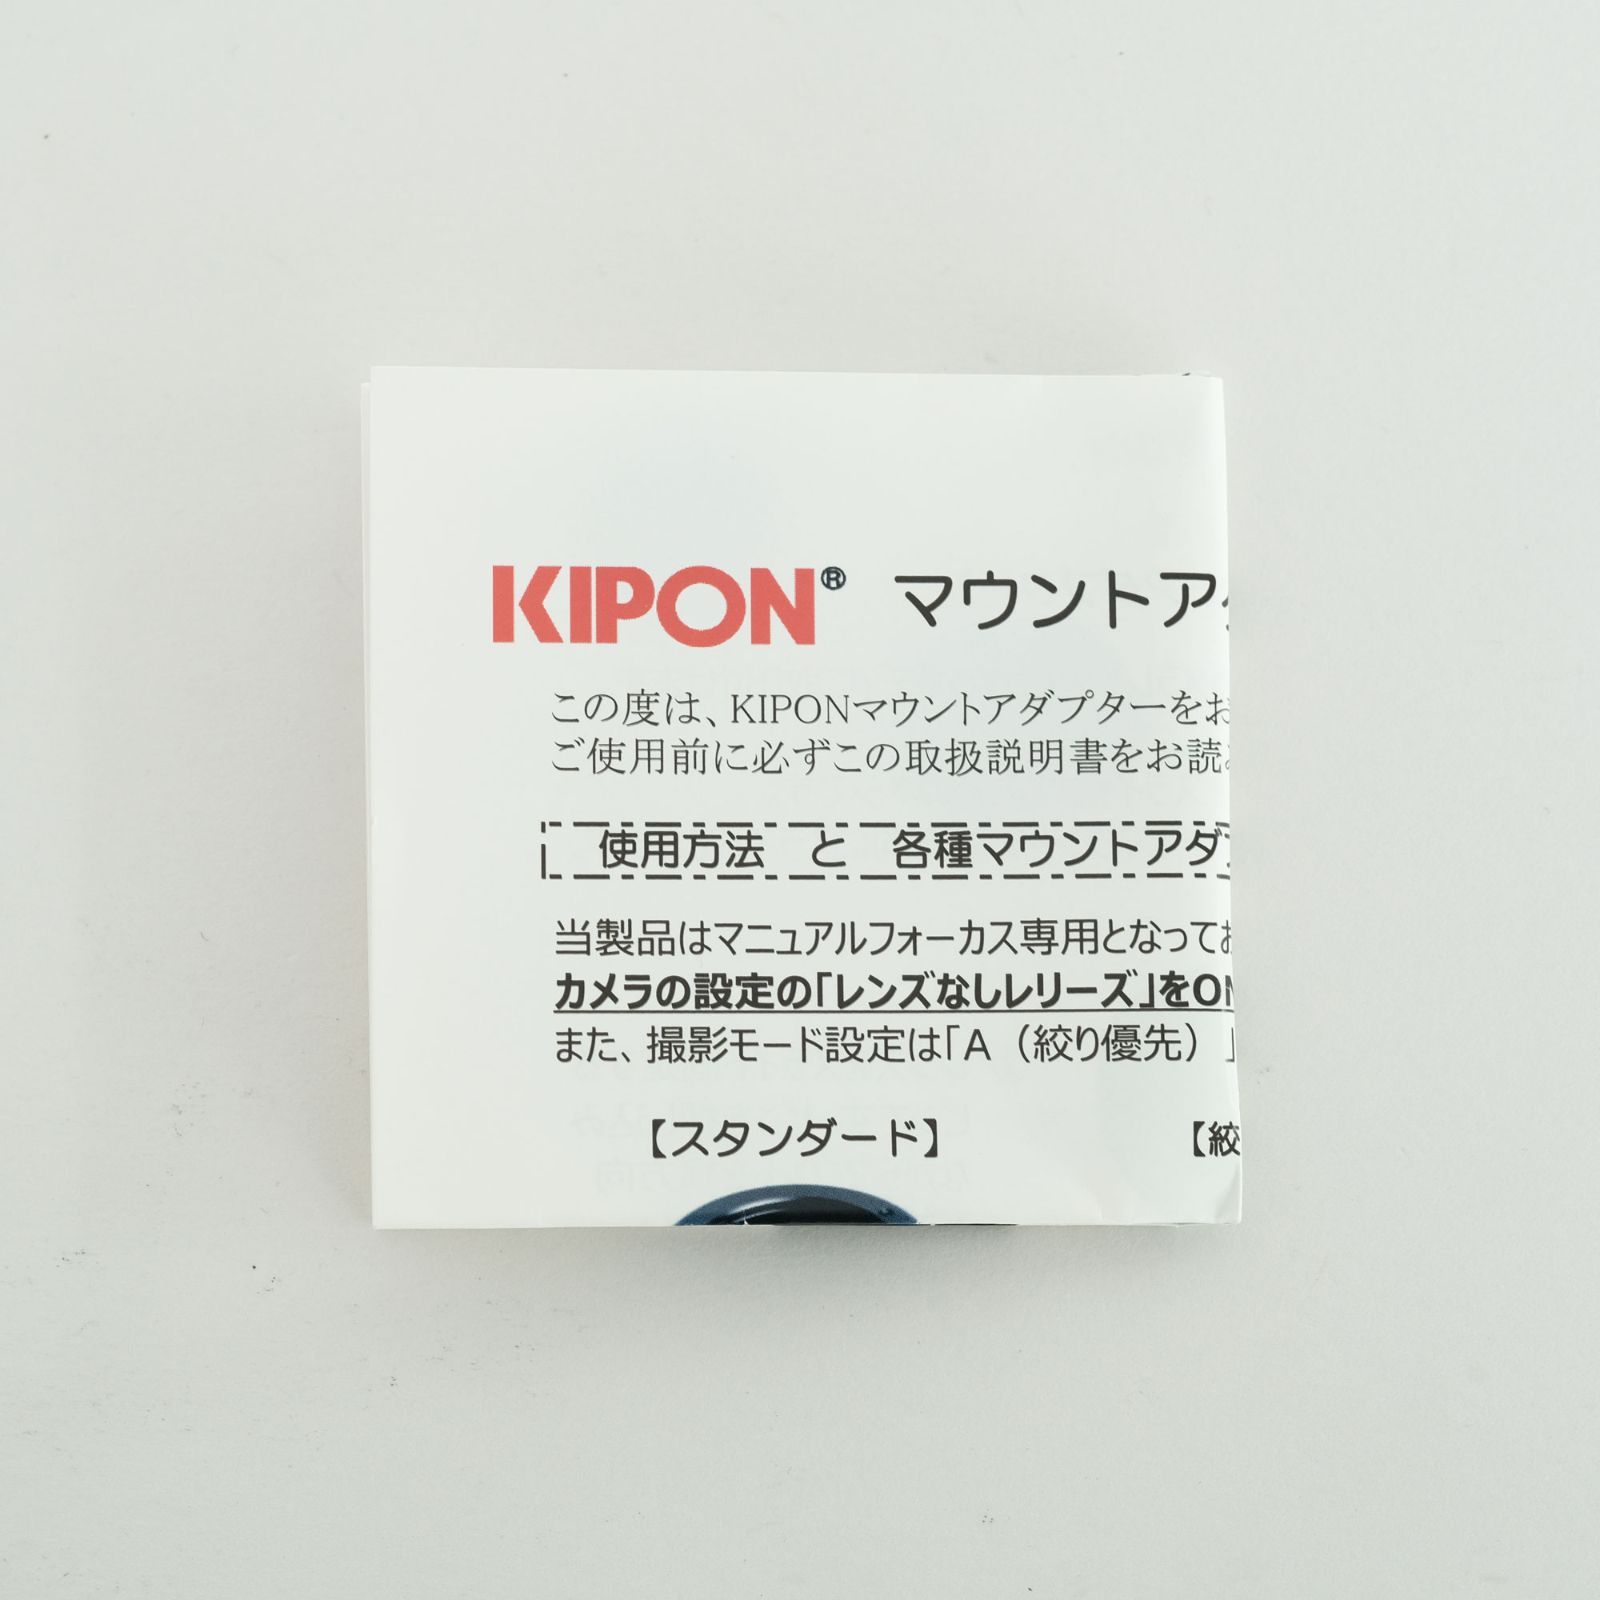 KIPON® マウントア
この度は、KIPONマウントアダプターをお
ご使用前に必ずこの取扱説明書をお読
使用方法 と 各種マウントアダ
当製品はマニュアルフォーカス専用となってお
カメラの設定の「レンズなしレリーズ」をON
また、撮影モード設定は「A（絞り優先）」
【スタンダード】 【絞